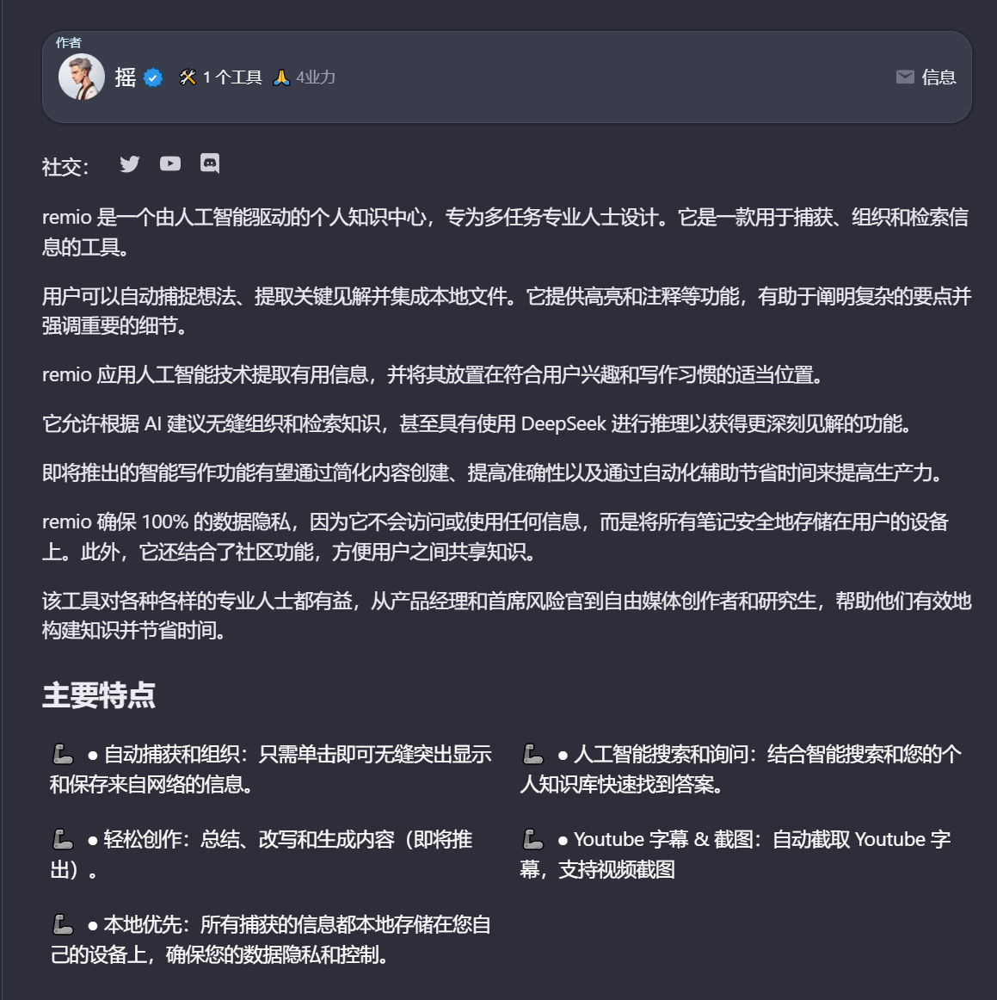 作者
摇 1 个工具 4业力 信息
社交：
remio 是一个由人工智能驱动的个人知识中心，专为多任务专业人士设计。它是一款用于捕获、组织和检索信
息的工具。
用户可以自动捕捉想法、提取关键见解并集成本地文件。它提供高亮和注释等功能，有助于阐明复杂的要点并
强调重要的细节。
remio 应用人工智能技术提取有用信息，并将其放置在符合用户兴趣和写作习惯的适当位置。
它允许根据 AI 建议无缝组织和检索知识，甚至具有使用 DeepSeek 进行推理以获得更深刻见解的功能。
即将推出的智能写作功能有望通过简化内容创建、提高准确性以及通过自动化辅助节省时间来提高生产力。
remio 确保 100% 的数据隐私，因为它不会访问或使用任何信息，而是将所有笔记安全地存储在用户的设备
上。此外，它还结合了社区功能，方便用户之间共享知识。
该工具对各种各样的专业人士都有益，从产品经理和首席风险官到自由媒体创作者和研究生，帮助他们有效地
构建知识并节省时间。
主要特点
● 自动捕获和组织：只需单击即可无缝突出显示
和保存来自网络的信息。
● 人工智能搜索和询问：结合智能搜索和您的个
人知识库快速找到答案。
● 轻松创作：总结、改写和生成内容（即将推
出）。
● Youtube 字幕 & 截图：自动截取 Youtube 字
幕，支持视频截图
● 本地优先：所有捕获的信息都本地存储在您自
己的设备上，确保您的数据隐私和控制。